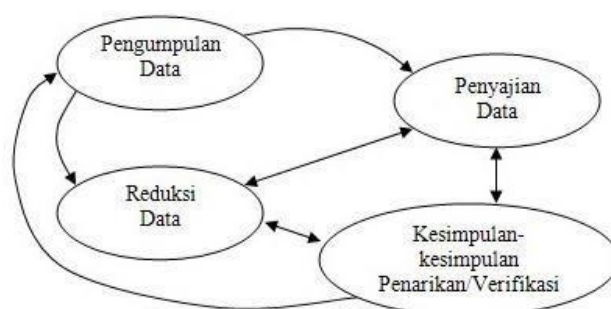 Pengumpulan
Data
Penyajian
Data
Reduksi
Data
Kesimpulan-
kesimpulan
Penarikan/Verifikasi